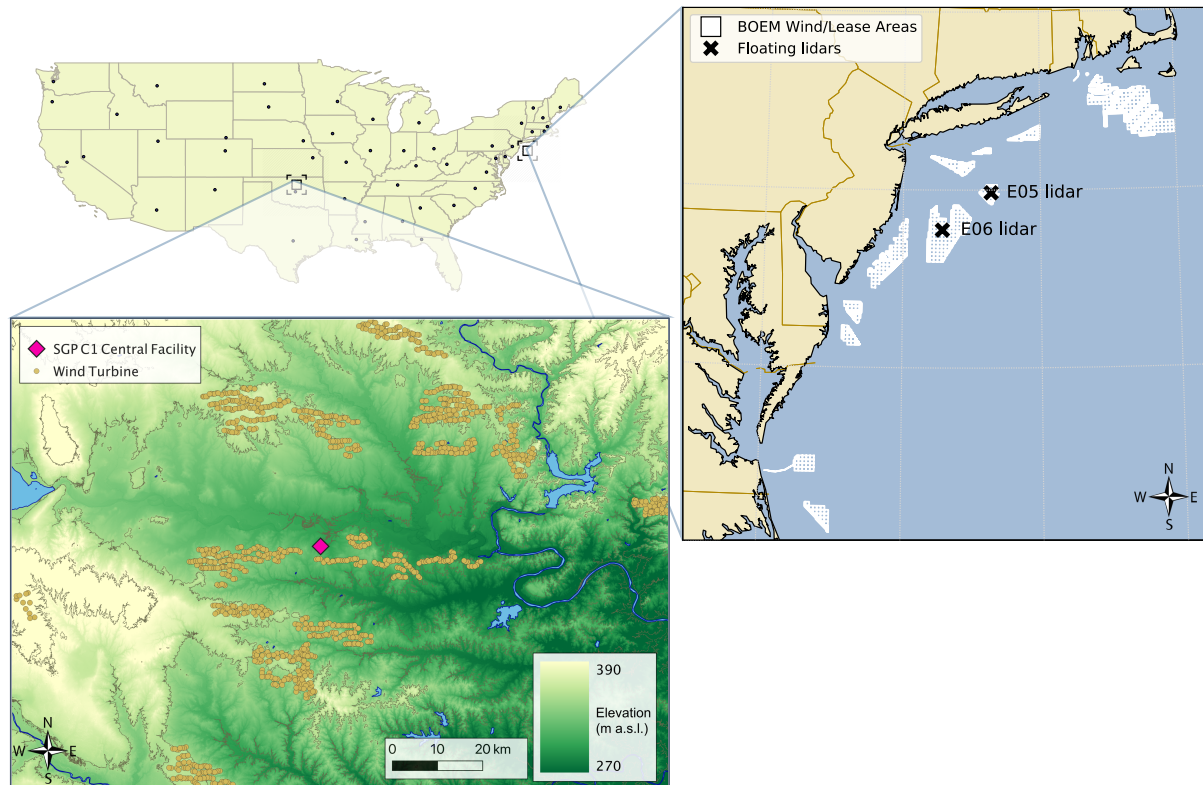 BOEM Wind/Lease Areas
Floating lidars
E05 lidar
E06 lidar
N
W E
S
SGP C1 Central Facility
Wind Turbine
390
Elevation
(m a.s.l.)
270
0 10 20 km
N
W E
S